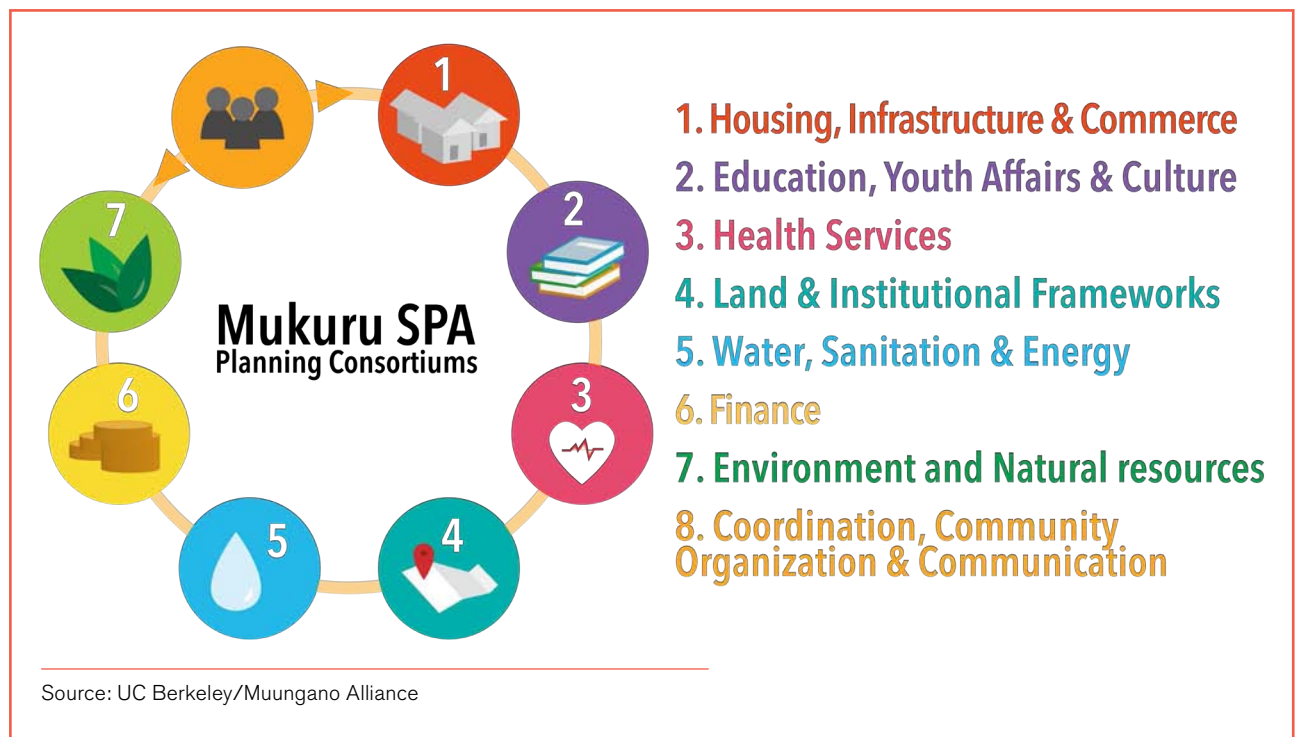 1
2
3
4
5
6
7
Mukuru SPA
Planning Consortiums
1. Housing, Infrastructure & Commerce
2. Education, Youth Affairs & Culture
3. Health Services
4. Land & Institutional Frameworks
5. Water, Sanitation & Energy
6. Finance
7. Environment and Natural resources
8. Coordination, Community
Organization & Communication
Source: UC Berkeley/Muungano Alliance